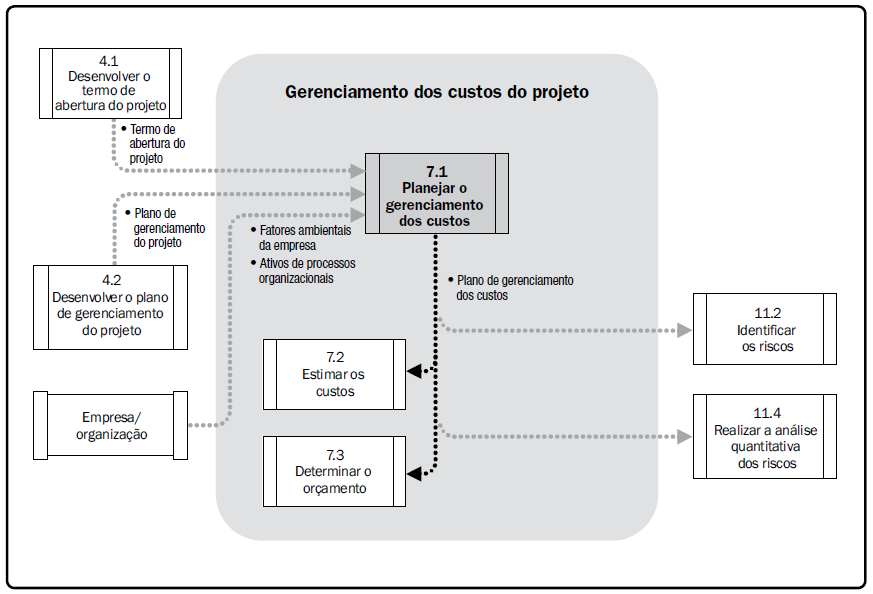 Gerenciamento dos custos do projeto
4.1
Desenvolver o
termo de
abertura do projeto
• Termo de
abertura do
projeto
7.1
Planejar o
gerenciamento
dos custos
• Plano de
gerenciamento
do projeto
• Fatores ambientais
da empresa
• Ativos de processos
organizacionais
4.2
Desenvolver o plano
de gerenciamento
do projeto
• Plano de gerenciamento
dos custos
11.2
Identificar
os riscos
7.2
Estimar os
custos
Empresa/
organização
11.4
Realizar a análise
quantitativa
dos riscos
7.3
Determinar o
orçamento